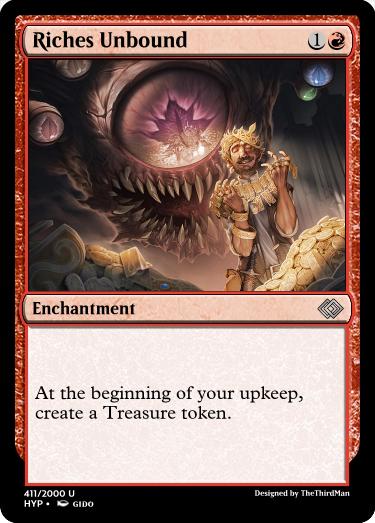 Riches Unbound 1
Enchantment
At the beginning of your upkeep,
create a Treasure token.
411/2000 U
Designed by TheThirdMan
HYP • GIDO